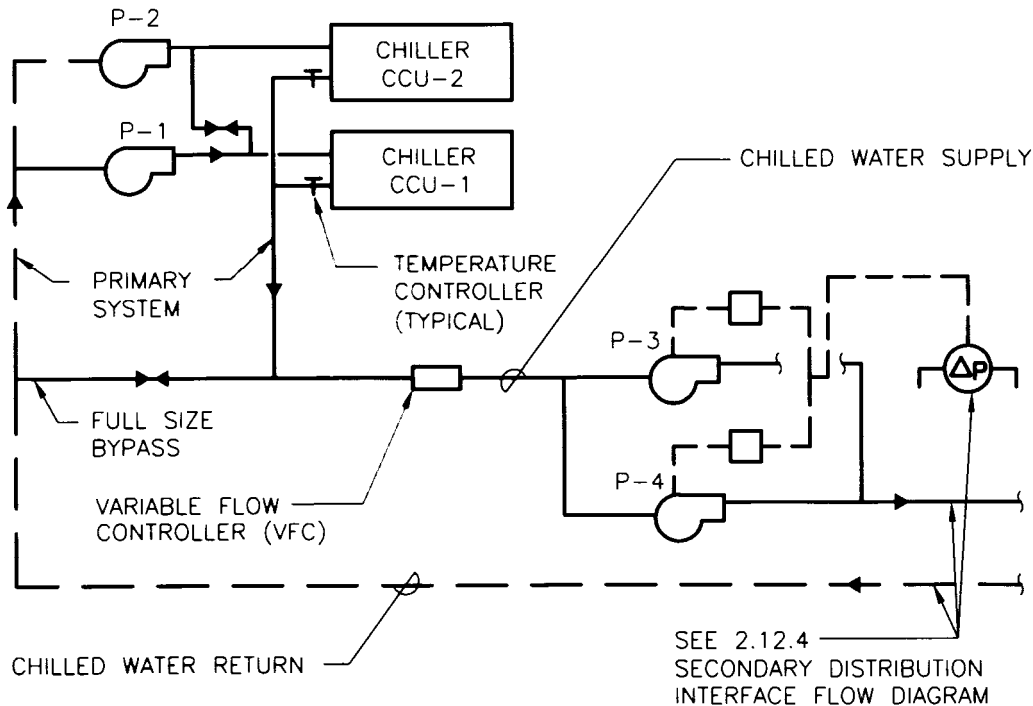 P-2
CHILLER
CCU-2
P-1
CHILLER
CCU-1
CHILLED WATER SUPPLY
PRIMARY
SYSTEM
TEMPERATURE
CONTROLLER
(TYPICAL)
P-3
ΔP
FULL SIZE
BYPASS
P-4
VARIABLE FLOW
CONTROLLER (VFC)
CHILLED WATER RETURN
SEE 2.12.4
SECONDARY DISTRIBUTION
INTERFACE FLOW DIAGRAM